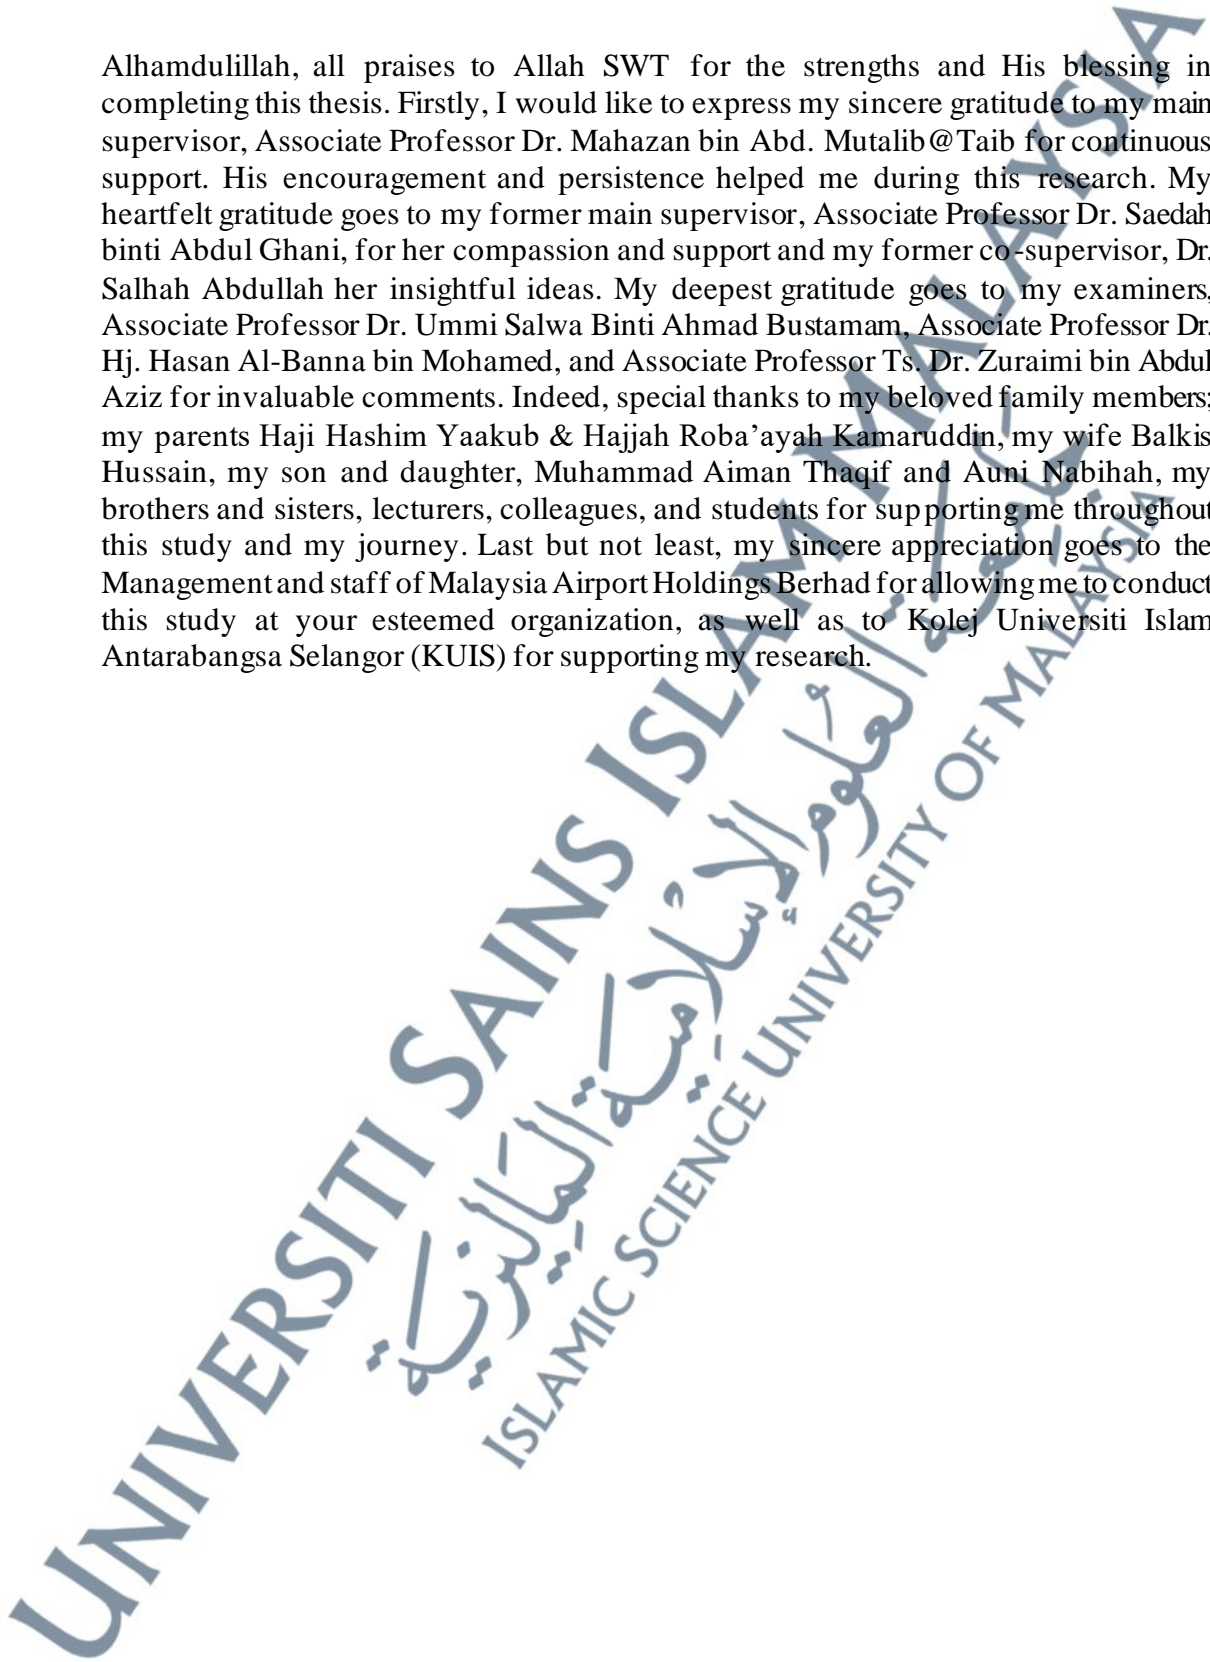 Alhamdulillah, all praises to Allah SWT for the strengths and His blessing in
completing this thesis. Firstly, I would like to express my sincere gratitude to my main
supervisor, Associate Professor Dr. Mahazan bin Abd. Mutalib@Taib for continuous
support. His encouragement and persistence helped me during this research. My
heartfelt gratitude goes to my former main supervisor, Associate Professor Dr. Saedah
binti Abdul Ghani, for her compassion and support and my former co-supervisor, Dr.
Salhah Abdullah her insightful ideas. My deepest gratitude goes to my examiners,
Associate Professor Dr. Ummi Salwa Binti Ahmad Bustamam, Associate Professor Dr.
Hj. Hasan Al-Banna bin Mohamed, and Associate Professor Ts. Dr. Zuraimi bin Abdul
Aziz for invaluable comments. Indeed, special thanks to my beloved family members;
my parents Haji Hashim Yaakub & Hajjah Roba’ayah Kamaruddin, my wife Balkis
Hussain, my son and daughter, Muhammad Aiman Thaqif and Auni Nabihah, my
brothers and sisters, lecturers, colleagues, and students for supporting me throughout
this study and my journey. Last but not least, my sincere appreciation goes to the
Management and staff of Malaysia Airport Holdings Berhad for allowing me to conduct
this study at your esteemed organization, as well as to Kolej Universiti Islam
Antarabangsa Selangor (KUIS) for supporting my research.
UNIVERSITI SAINS ISLAM MALAYSIA
جامعة العلوم الإسلامية الماليزية
ISLAMIC SCIENCE UNIVERSITY OF MALAYSIA